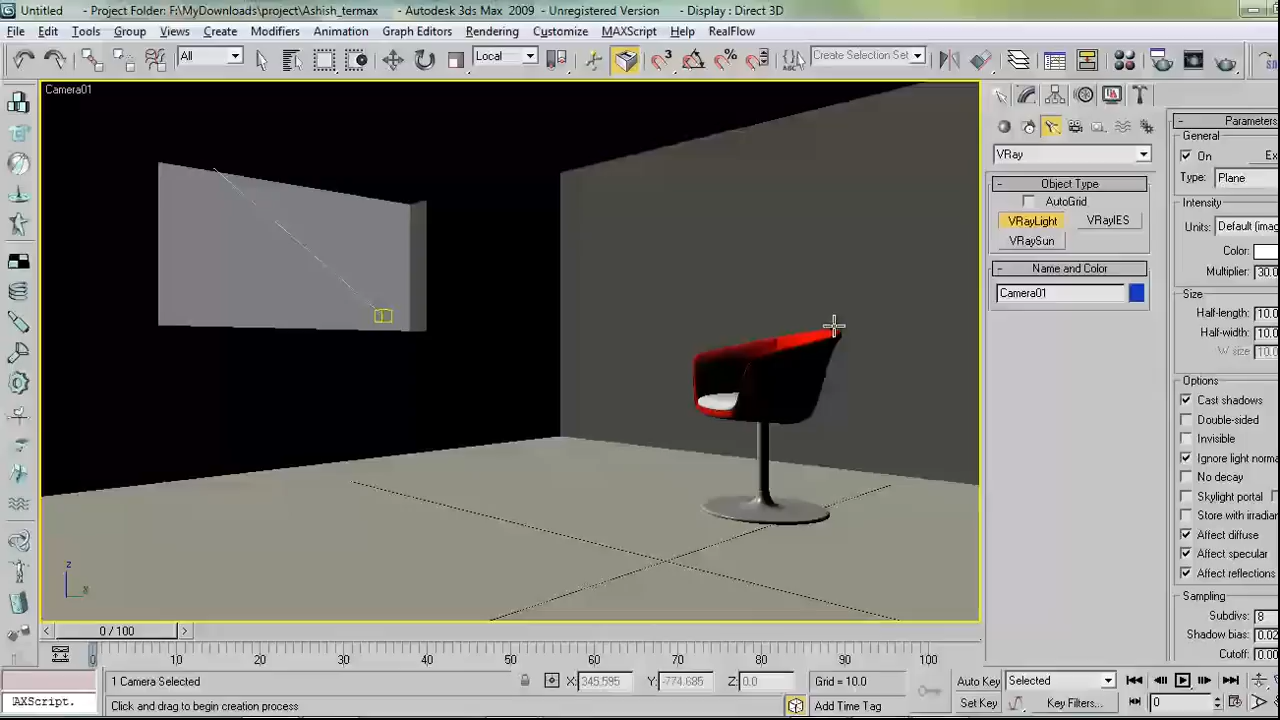 Untitled - Project Folder: F:\MyDownloads\project\Ashish_termax - Autodesk 3ds Max 2009 - Unregistered Version - Display : Direct 3D
File Edit Tools Group Views Create Modifiers Animation Graph Editors Rendering Customize MAXScript Help RealFlow
All Local Create Selection Set
Camera01
VRay
Object Type
AutoGrid
VRayLight VRayIES
VRaySun
Name and Color
Camera01
Parameters
General
On Ex
Type: Plane
Intensity
Units: Default (imag
Color:
Multiplier: 30.0
Size
Half-length: 10.0
Half-width: 10.0
W size 10.0
Options
Cast shadows
Double-sided
Invisible
Ignore light norma
No decay
Skylight portal
Store with irradian
Affect diffuse
Affect specular
Affect reflections
Sampling
Subdivs: 8
Shadow bias: 0.02
Cutoff: 0.00
z
x
0 / 100
0 10 20 30 40 50 60 70 80 90 100
1 Camera Selected X: 345.595 Y: -774.685 Z: 0.0 Grid = 10.0 Auto Key Selected
AXScript. Click and drag to begin creation process Add Time Tag Set Key Key Filters... 0